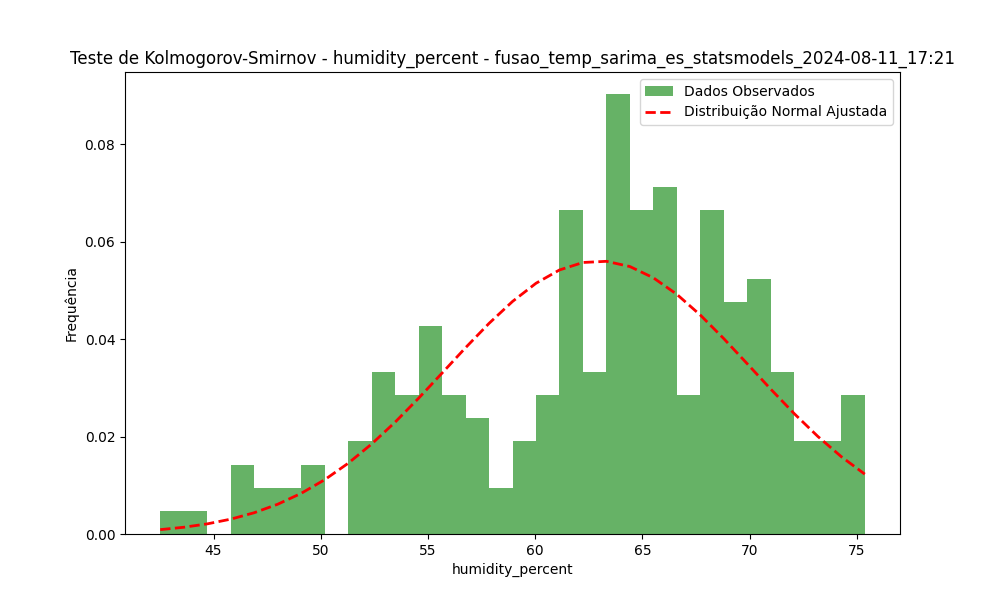 Teste de Kolmogorov-Smirnov - humidity_percent - fusao_temp_sarima_es_statsmodels_2024-08-11_17:21
Dados Observados
Distribuição Normal Ajustada
Frequência
0.08
0.06
0.04
0.02
0.00
45 50 55 60 65 70 75
humidity_percent